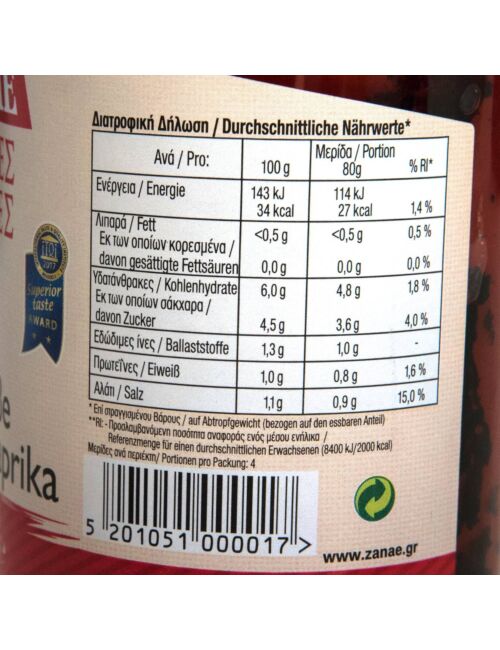 Διατροφική Δήλωση / Durchschnittliche Nährwerte*
Ανά / Pro: 100 g Μερίδα / Portion 80g % RI*
Ενέργεια / Energie 143 kJ 114 kJ
34 kcal 27 kcal 1,4 %
Λιπαρά / Fett <0,5 g <0,5 g 0,5 %
Εκ των οποίων κορεσμένα /
davon gesättigte Fettsäuren 0,0 g 0,0 g 0,0 %
Υδατάνθρακες / Kohlenhydrate 6,0 g 4,8 g 1,8 %
Εκ των οποίων σάκχαρα /
davon Zucker 4,5 g 3,6 g 4,0 %
Εδώδιμες ίνες / Ballaststoffe 1,3 g 1,0 g -
Πρωτεΐνες / Eiweiß 1,0 g 0,8 g 1,6 %
Αλάτι / Salz 1,1g 0,9 g 15,0 %
* Επί στραγγισμένου Βάρους / auf Abtropfgewicht (bezogen auf den essbaren Anteil)
**RI: - Προσλαμβανόμενη ποσότητα αναφοράς ενός μέσου ενήλικα /
Referenzmenge für einen durchschnittlichen Erwachsenen (8400 kJ/2000 kcal)
Μερίδες ανά περιέκτη/ Portionen pro Packung: 4
Superior
taste
AWARD
5 201051 000017 >
www.zanae.gr